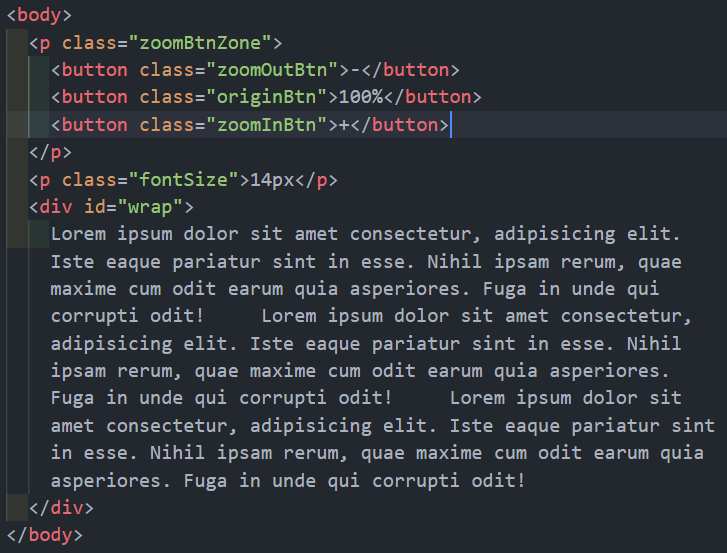 <body>
<p class="zoomBtnZone">
<button class="zoomOutBtn">-</button>
<button class="originBtn">100%</button>
<button class="zoomInBtn">+</button>
</p>
<p class="fontSize">14px</p>
<div id="wrap">
Lorem ipsum dolor sit amet consectetur, adipisicing elit.
Iste eaque pariatur sint in esse. Nihil ipsam rerum, quae
maxime cum odit earum quia asperiores. Fuga in unde qui
corrupti odit!     Lorem ipsum dolor sit amet consectetur,
adipisicing elit. Iste eaque pariatur sint in esse. Nihil
ipsam rerum, quae maxime cum odit earum quia asperiores.
Fuga in unde qui corrupti odit!     Lorem ipsum dolor sit
amet consectetur, adipisicing elit. Iste eaque pariatur sint
in esse. Nihil ipsam rerum, quae maxime cum odit earum quia
asperiores. Fuga in unde qui corrupti odit!
</div>
</body>